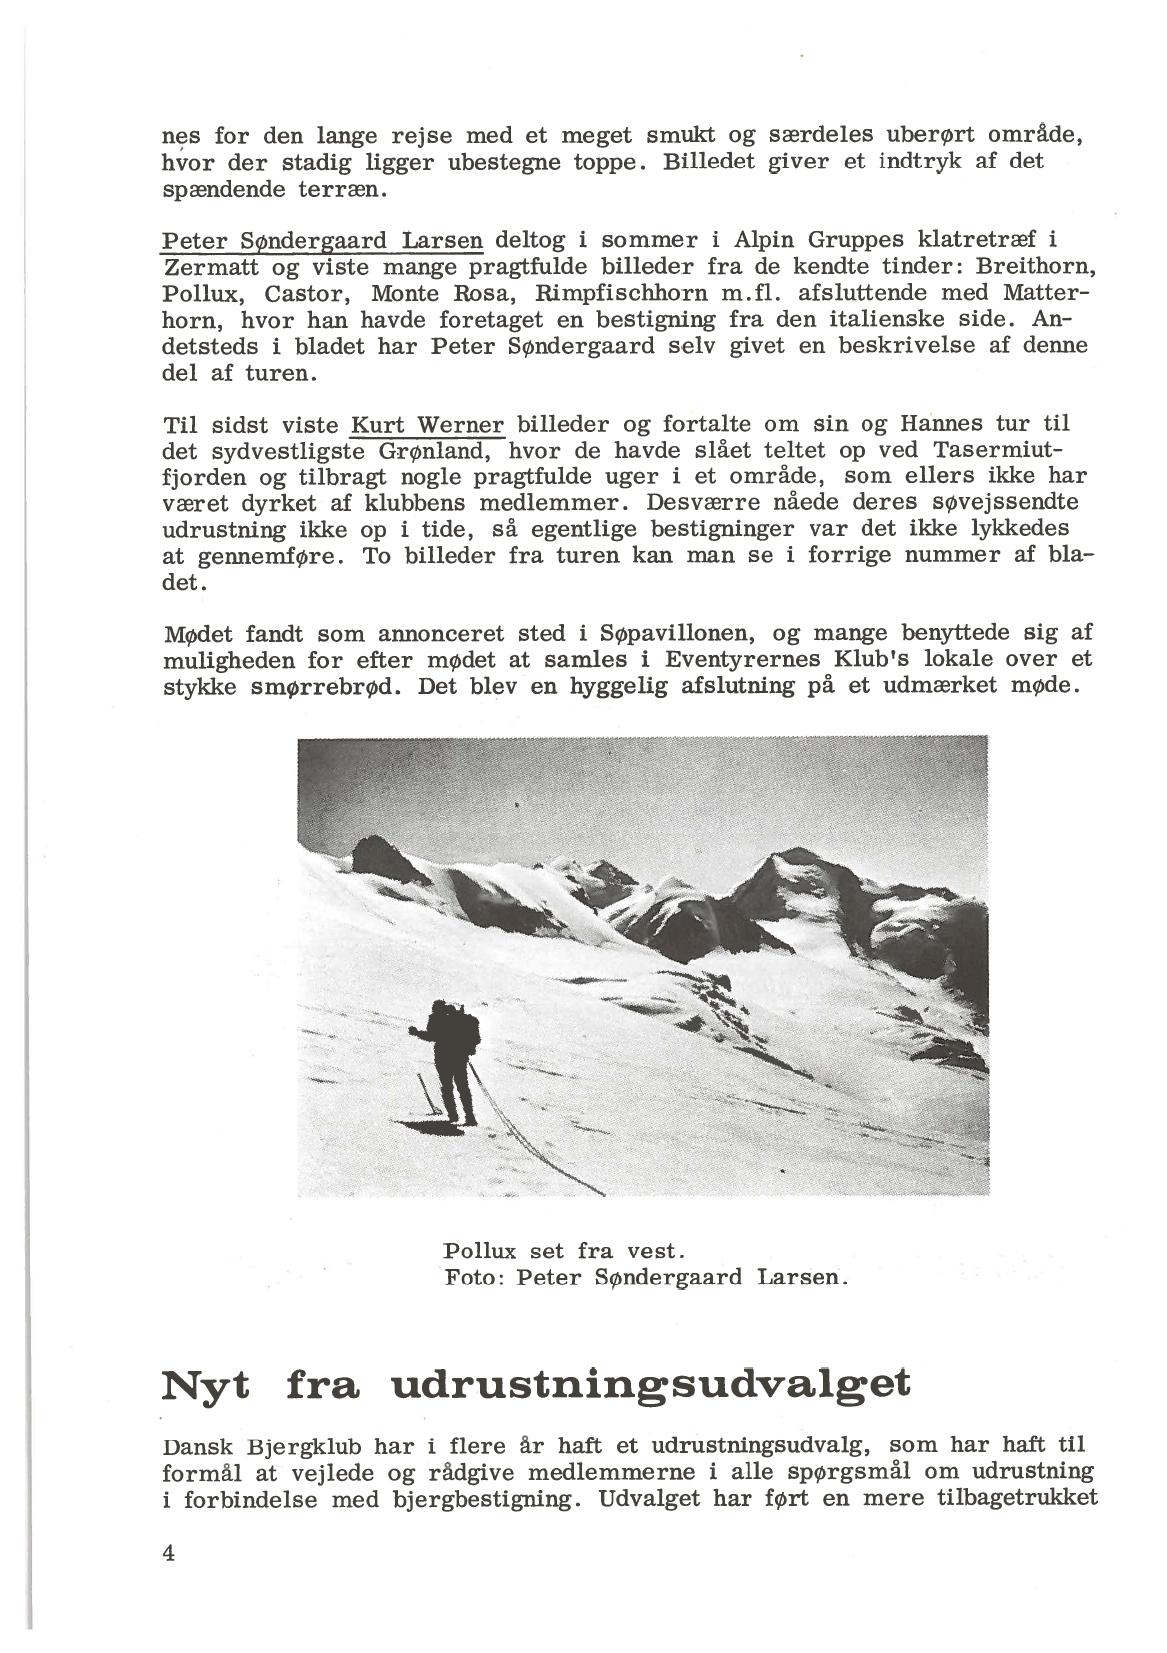 nes for den lange rejse med et meget smukt og særdeles uberørt område,
hvor der stadig ligger ubestegne toppe. Billedet giver et indtryk af det
spændende terræn.
Peter Søndergaard Larsen deltog i sommer i Alpin Gruppes klatretræf i
Zermatt og viste mange pragtfulde billeder fra de kendte tinder: Breithorn,
Pollux, Castor, Monte Rosa, Rimpfischhorn m.fl. afsluttende med Matter-
horn, hvor han havde foretaget en bestigning fra den italienske side. An-
detsteds i bladet har Peter Søndergaard selv givet en beskrivelse af denne
del af turen.
Til sidst viste Kurt Werner billeder og fortalte om sin og Hannes tur til
det sydvestligste Grønland, hvor de havde slået teltet op ved Tasermiut-
fjorden og tilbragt nogle pragtfulde uger i et område, som ellers ikke har
været dyrket af klubbens medlemmer. Desværre nåede deres søvejssendte
udrustning ikke op i tide, så egentlige bestigninger var det ikke lykkedes
at gennemføre. To billeder fra turen kan man se i forrige nummer af bla-
det.
Mødet fandt som annonceret sted i Søpavillonen, og mange benyttede sig af
muligheden for efter mødet at samles i Eventyrernes Klub's lokale over et
stykke smørrebrød. Det blev en hyggelig afslutning på et udmærket møde.
Pollux set fra vest.
Foto: Peter Søndergaard Larsen.
Nyt fra udrustningsudvalget
Dansk Bjergklub har i flere år haft et udrustningsudvalg, som har haft til
formål at vejlede og rådgive medlemmerne i alle spørgsmål om udrustning
i forbindelse med bjergbestigning. Udvalget har ført en mere tilbagetrukket
4